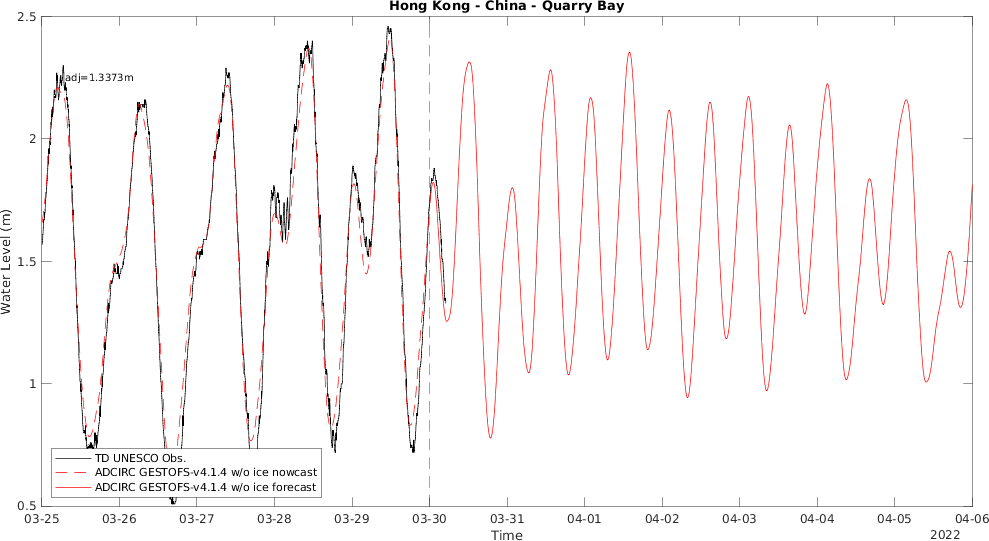 Hong Kong - China - Quarry Bay
2.5
adj=1.3373m
2
Water Level (m)
1.5
1
TD UNESCO Obs.
ADCIRC GESTOFS-v4.1.4 w/o ice nowcast
ADCIRC GESTOFS-v4.1.4 w/o ice forecast
0.5
03-25 03-26 03-27 03-28 03-29 03-30 03-31 04-01 04-02 04-03 04-04 04-05 04-06
Time
2022